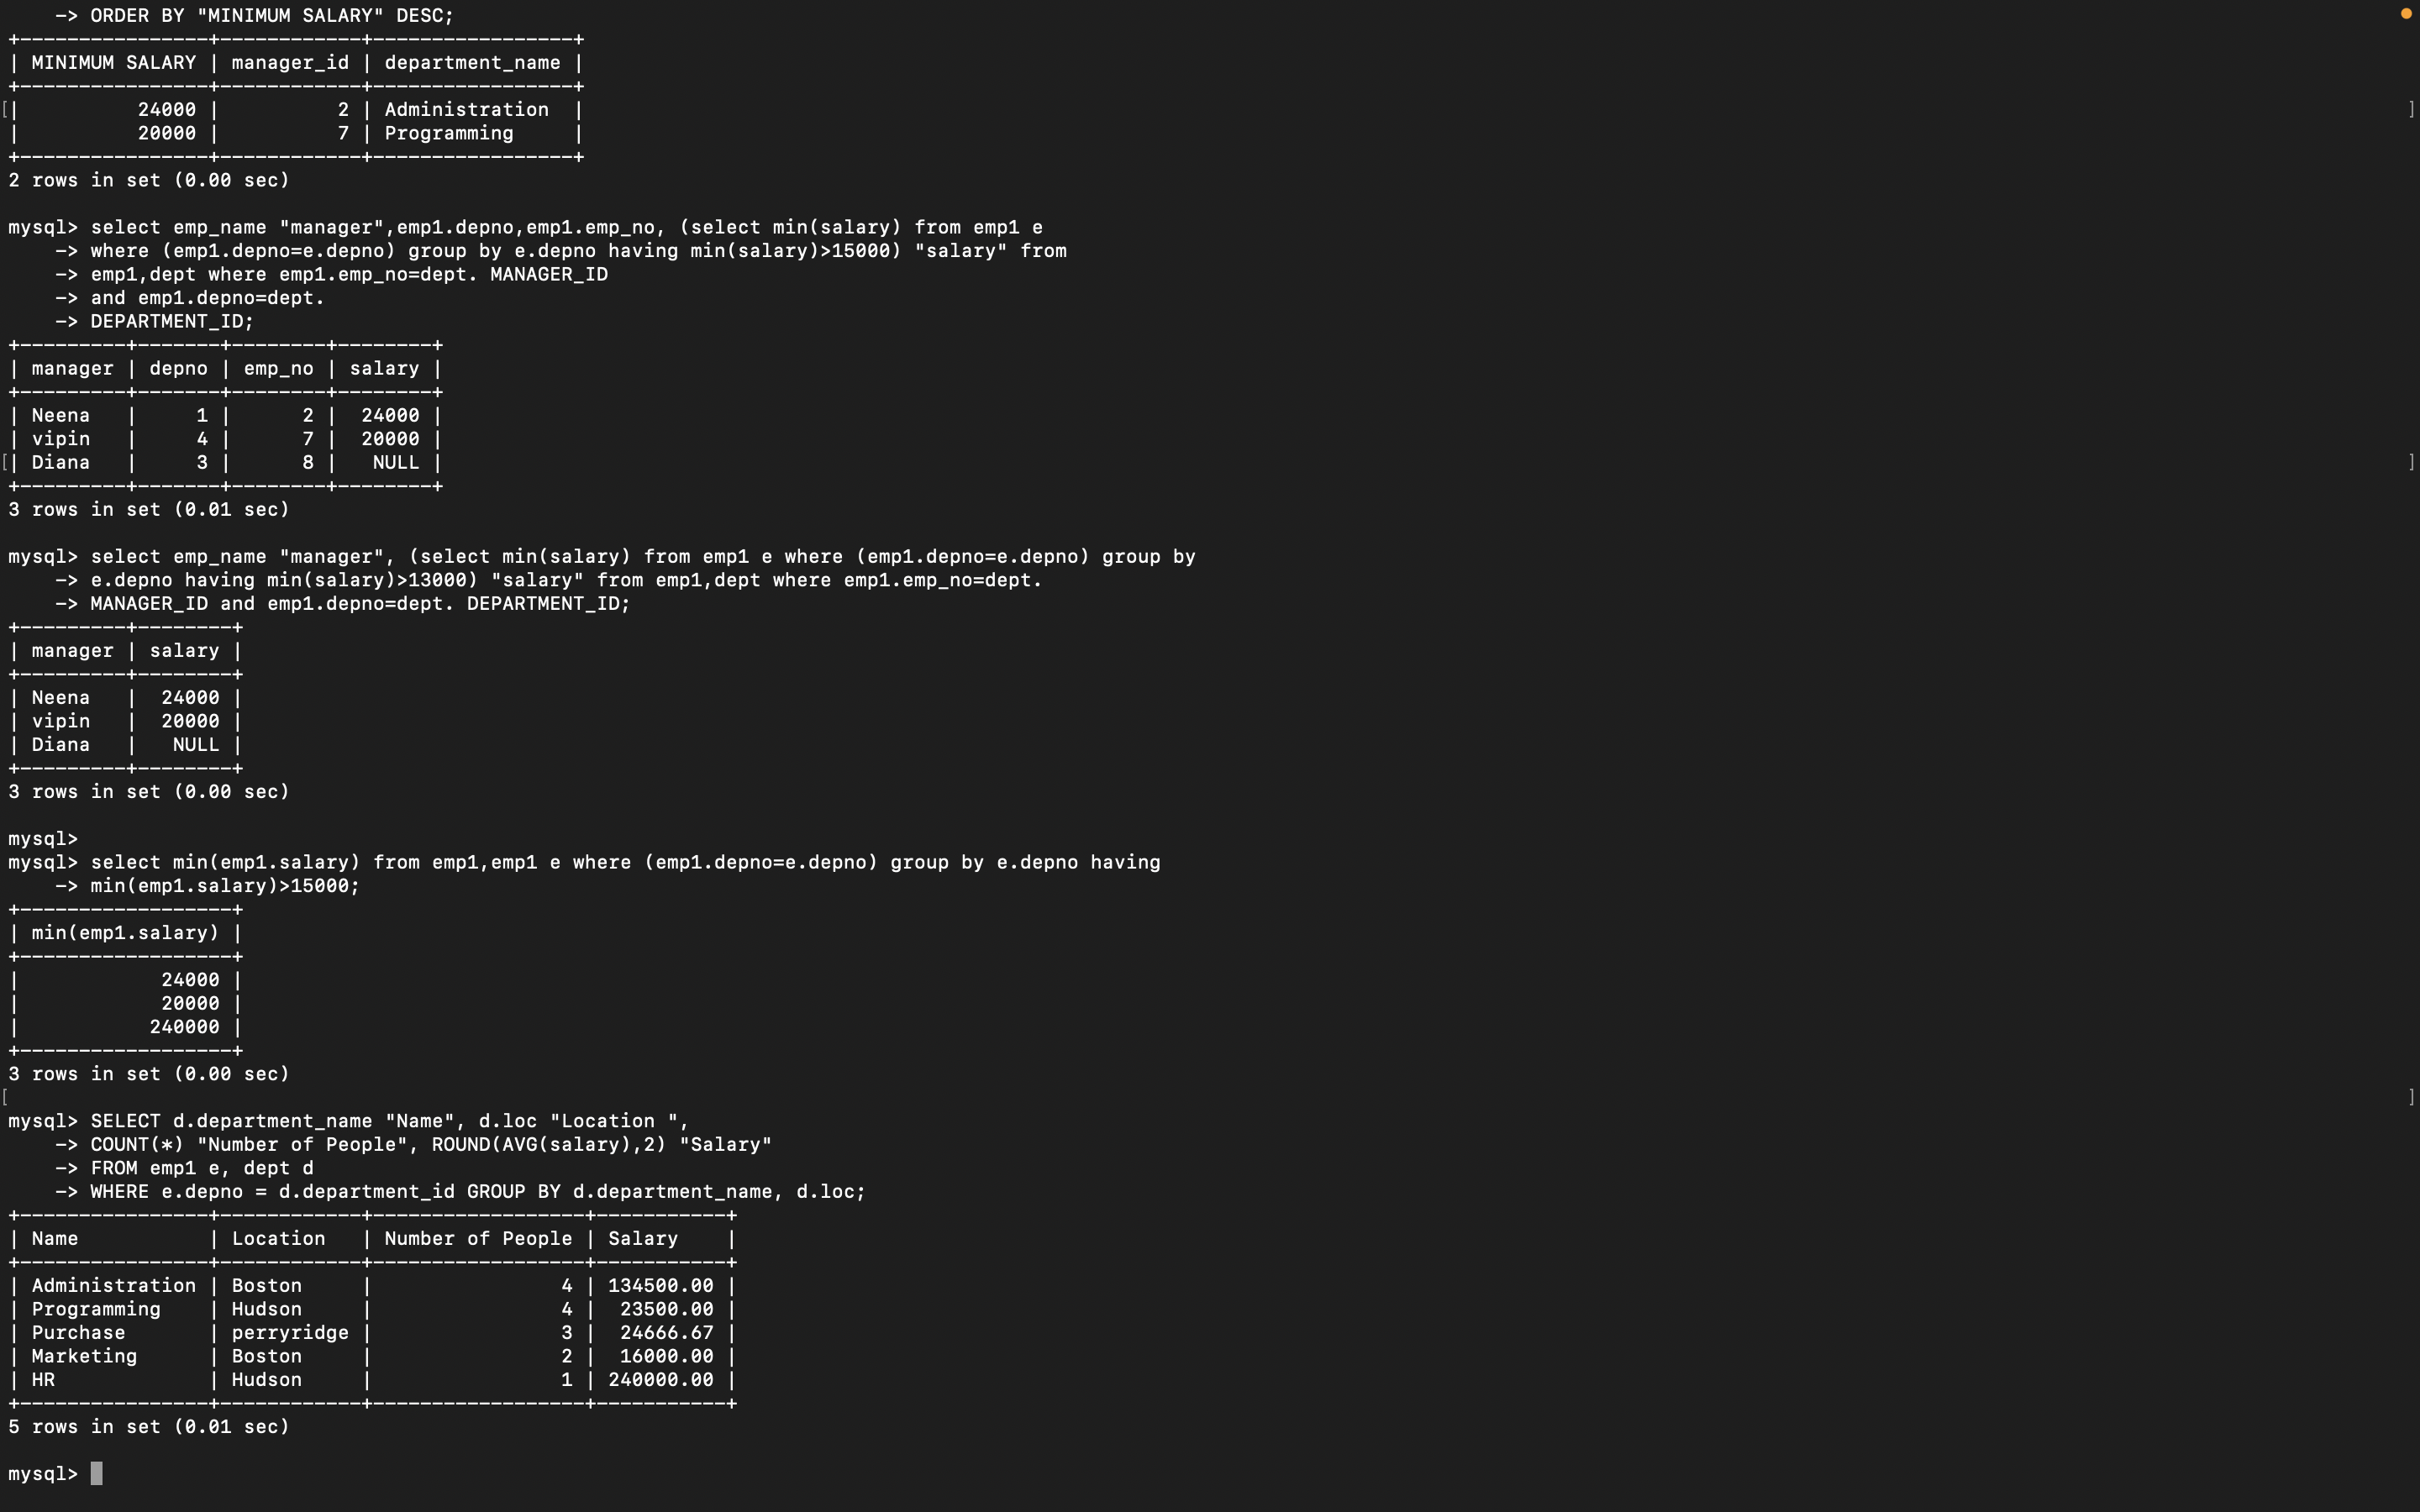 -> ORDER BY "MINIMUM SALARY" DESC;
+----------------+------------+-----------------+
| MINIMUM SALARY | manager_id | department_name |
+----------------+------------+-----------------+
[|          24000 |          2 | Administration  | ]
|          20000 |          7 | Programming     |
+----------------+------------+-----------------+
2 rows in set (0.00 sec)

mysql> select emp_name "manager",emp1.depno,emp1.emp_no, (select min(salary) from emp1 e
    -> where (emp1.depno=e.depno) group by e.depno having min(salary)>15000) "salary" from
    -> emp1,dept where emp1.emp_no=dept. MANAGER_ID
    -> and emp1.depno=dept.
    -> DEPARTMENT_ID;
+---------+-------+--------+--------+
| manager | depno | emp_no | salary |
+---------+-------+--------+--------+
| Neena   |     1 |      2 |  24000 |
| vipin   |     4 |      7 |  20000 |
[| Diana   |     3 |      8 |   NULL | ]
+---------+-------+--------+--------+
3 rows in set (0.01 sec)

mysql> select emp_name "manager", (select min(salary) from emp1 e where (emp1.depno=e.depno) group by
    -> e.depno having min(salary)>13000) "salary" from emp1,dept where emp1.emp_no=dept.
    -> MANAGER_ID and emp1.depno=dept. DEPARTMENT_ID;
+---------+--------+
| manager | salary |
+---------+--------+
| Neena   |  24000 |
| vipin   |  20000 |
| Diana   |   NULL |
+---------+--------+
3 rows in set (0.00 sec)

mysql>
mysql> select min(emp1.salary) from emp1,emp1 e where (emp1.depno=e.depno) group by e.depno having
    -> min(emp1.salary)>15000;
+------------------+
| min(emp1.salary) |
+------------------+
|            24000 |
|            20000 |
|           240000 |
+------------------+
3 rows in set (0.00 sec)
[ ]
mysql> SELECT d.department_name "Name", d.loc "Location ",
    -> COUNT(*) "Number of People", ROUND(AVG(salary),2) "Salary"
    -> FROM emp1 e, dept d
    -> WHERE e.depno = d.department_id GROUP BY d.department_name, d.loc;
+----------------+------------+------------------+-----------+
| Name           | Location   | Number of People | Salary    |
+----------------+------------+------------------+-----------+
| Administration | Boston     |                4 | 134500.00 |
| Programming    | Hudson     |                4 |  23500.00 |
| Purchase       | perryridge |                3 |  24666.67 |
| Marketing      | Boston     |                2 |  16000.00 |
| HR             | Hudson     |                1 | 240000.00 |
+----------------+------------+------------------+-----------+
5 rows in set (0.01 sec)

mysql>